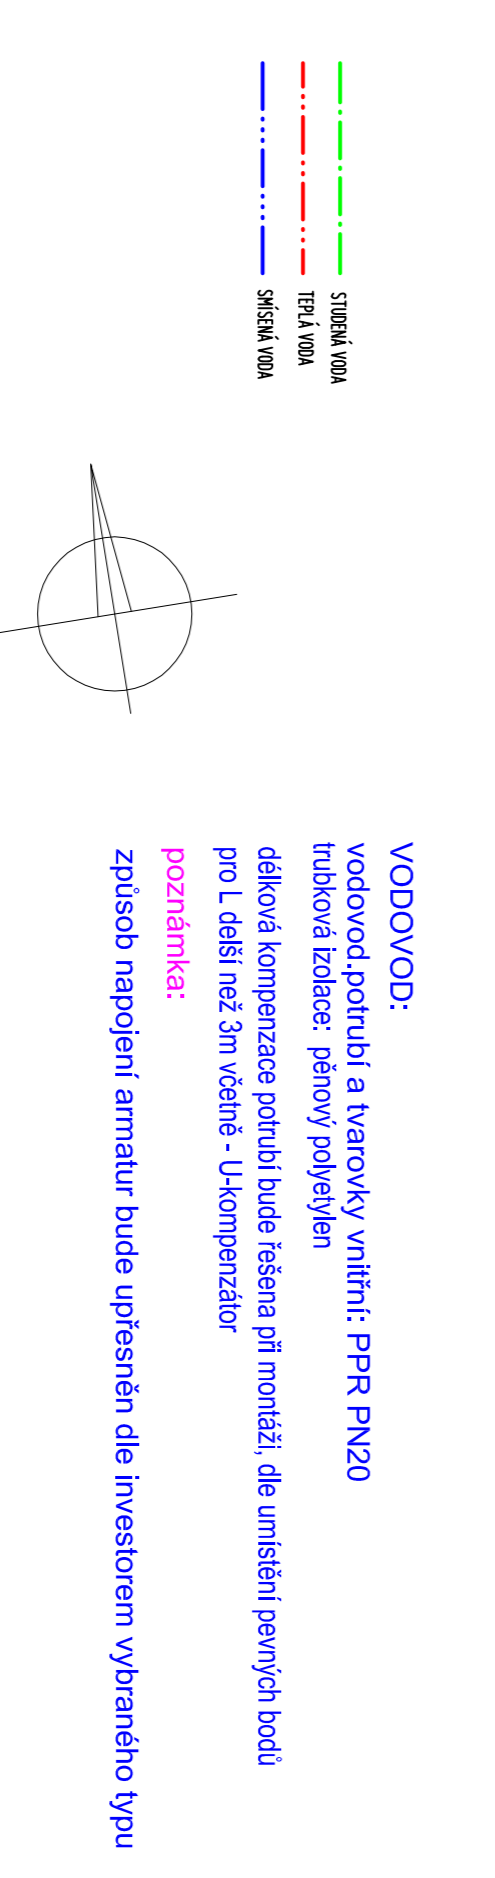 STUDENÁ VODA
TEPLÁ VODA
SMÍSENÁ VODA
VODOVOD:
vodovod.potrubí a tvarovky vnitřní: PPR PN20
trubková izolace: pěnový polyetylen
délková kompenzace potrubí bude řešena při montáži, dle umístění pevných bodů
pro L delší než 3m včetně - U-kompenzátor
poznámka:
způsob napojení armatur bude upřesněn dle investorem vybraného typu